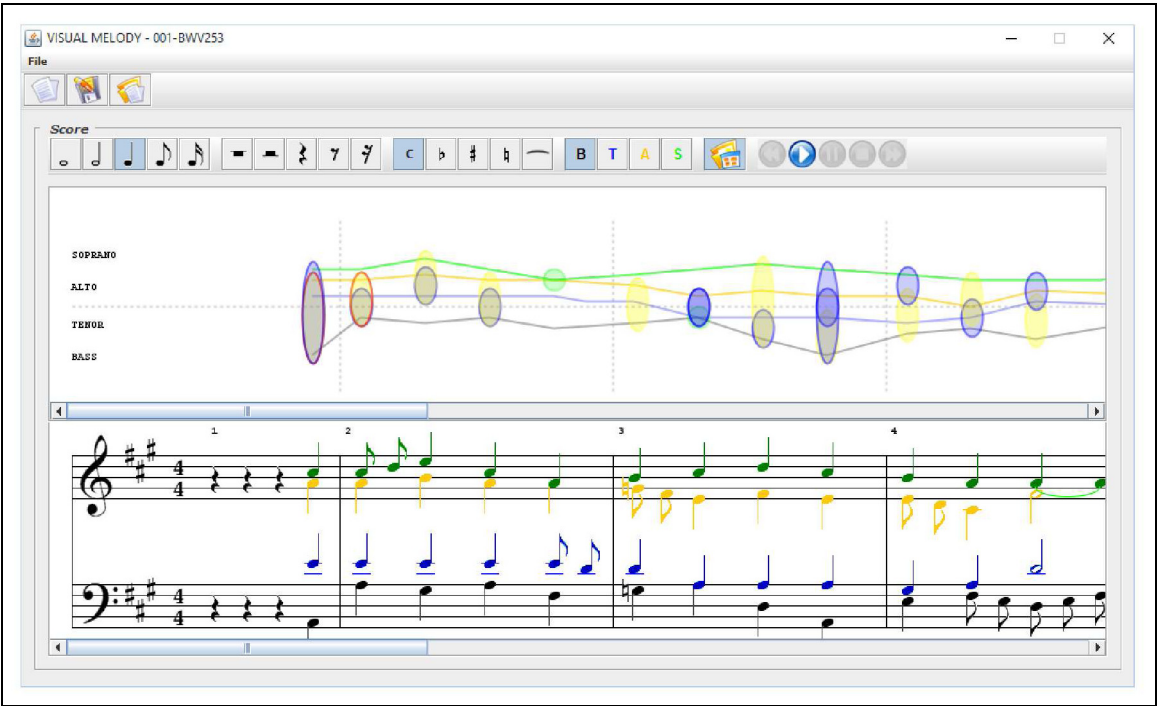 VISUAL MELODY - 001-BWV253
File
Score
C B T A S
SOPRANO
ALTO
TENOR
BASS
1 2 3 4
4
4
4
4